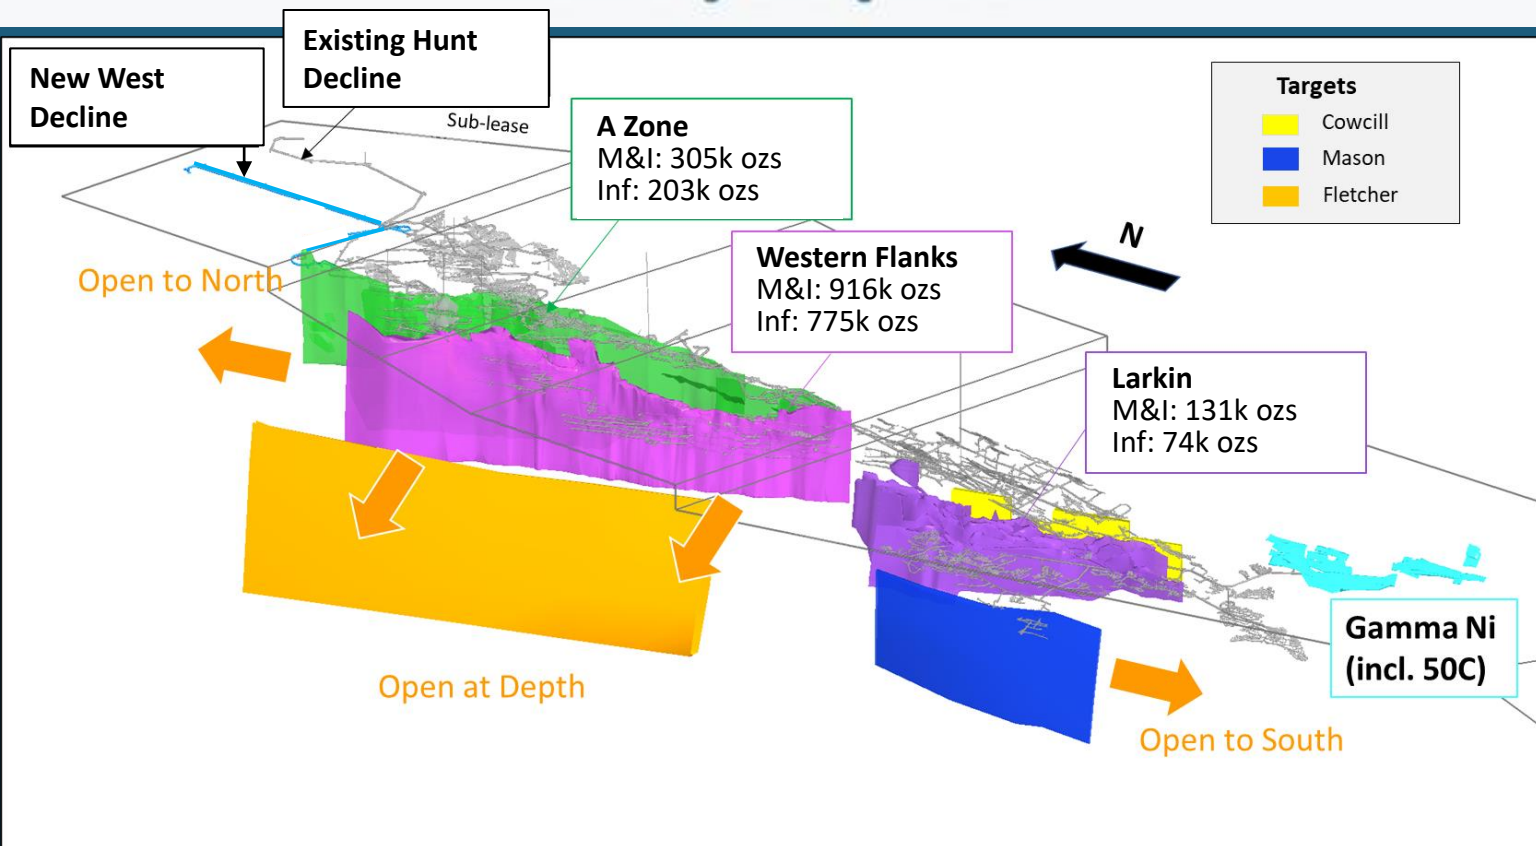 Existing Hunt
Decline
New West
Decline
Sub-lease
A Zone
M&I: 305k ozs
Inf: 203k ozs
Targets
Cowcill
Mason
Fletcher
Western Flanks
M&I: 916k ozs
Inf: 775k ozs
N
Open to North
Larkin
M&I: 131k ozs
Inf: 74k ozs
Gamma Ni
(incl. 50C)
Open at Depth
Open to South